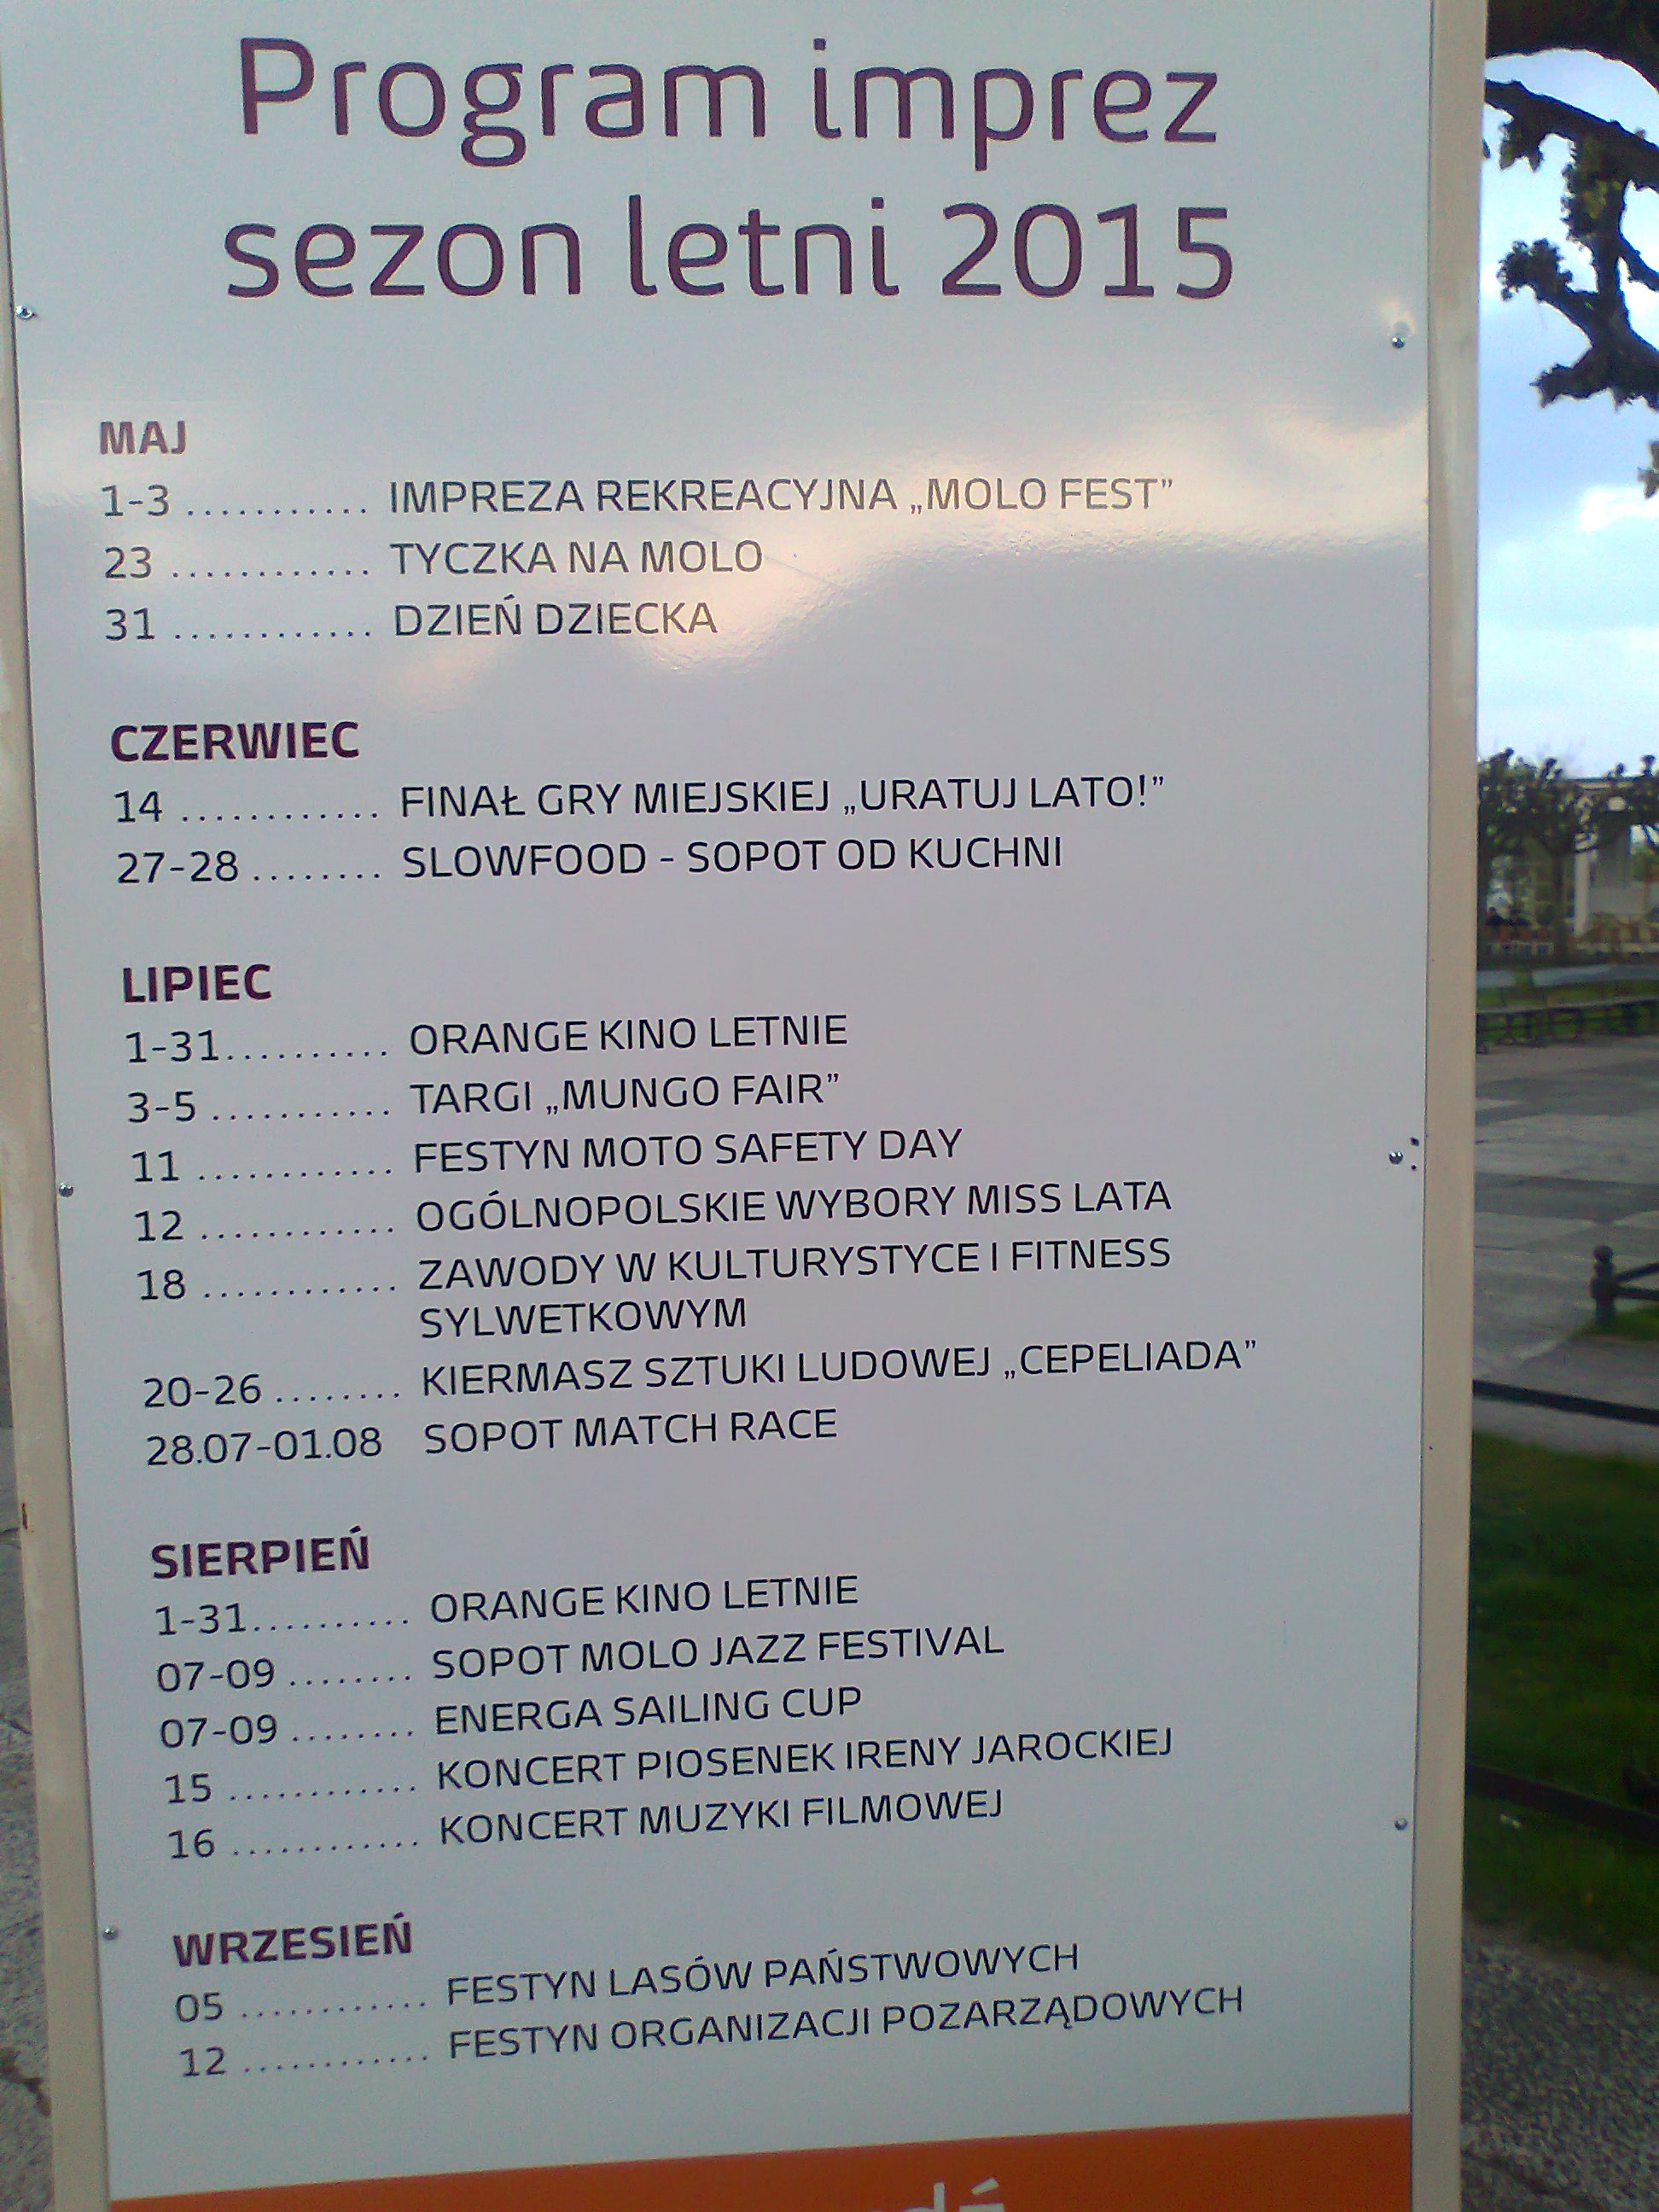 Program imprez
sezon letni 2015
MAJ
1-3 ........... IMPREZA REKREACYJNA „MOLO FEST”
23 ............ TYCZKA NA MOLO
31 ............ DZIEŃ DZIECKA
CZERWIEC
14 ............ FINAŁ GRY MIEJSKIEJ „URATUJ LATO!”
27-28 ........ SLOWFOOD - SOPOT OD KUCHNI
LIPIEC
1-31.......... ORANGE KINO LETNIE
3-5 ........... TARGI „MUNGO FAIR”
11 ............ FESTYN MOTO SAFETY DAY
12 ............ OGÓLNOPOLSKIE WYBORY MISS LATA
18 ............ ZAWODY W KULTURYSTYCE I FITNESS
SYLWETKOWYM
20-26 ........ KIERMASZ SZTUKI LUDOWEJ „CEPELIADA”
28.07-01.08 SOPOT MATCH RACE
SIERPIEŃ
1-31.......... ORANGE KINO LETNIE
07-09 ........ SOPOT MOLO JAZZ FESTIVAL
07-09 ........ ENERGA SAILING CUP
15 ............ KONCERT PIOSENEK IRENY JAROCKIEJ
16 ............ KONCERT MUZYKI FILMOWEJ
WRZESIEŃ
05 ............ FESTYN LASÓW PAŃSTWOWYCH
12 ............ FESTYN ORGANIZACJI POZARZĄDOWYCH